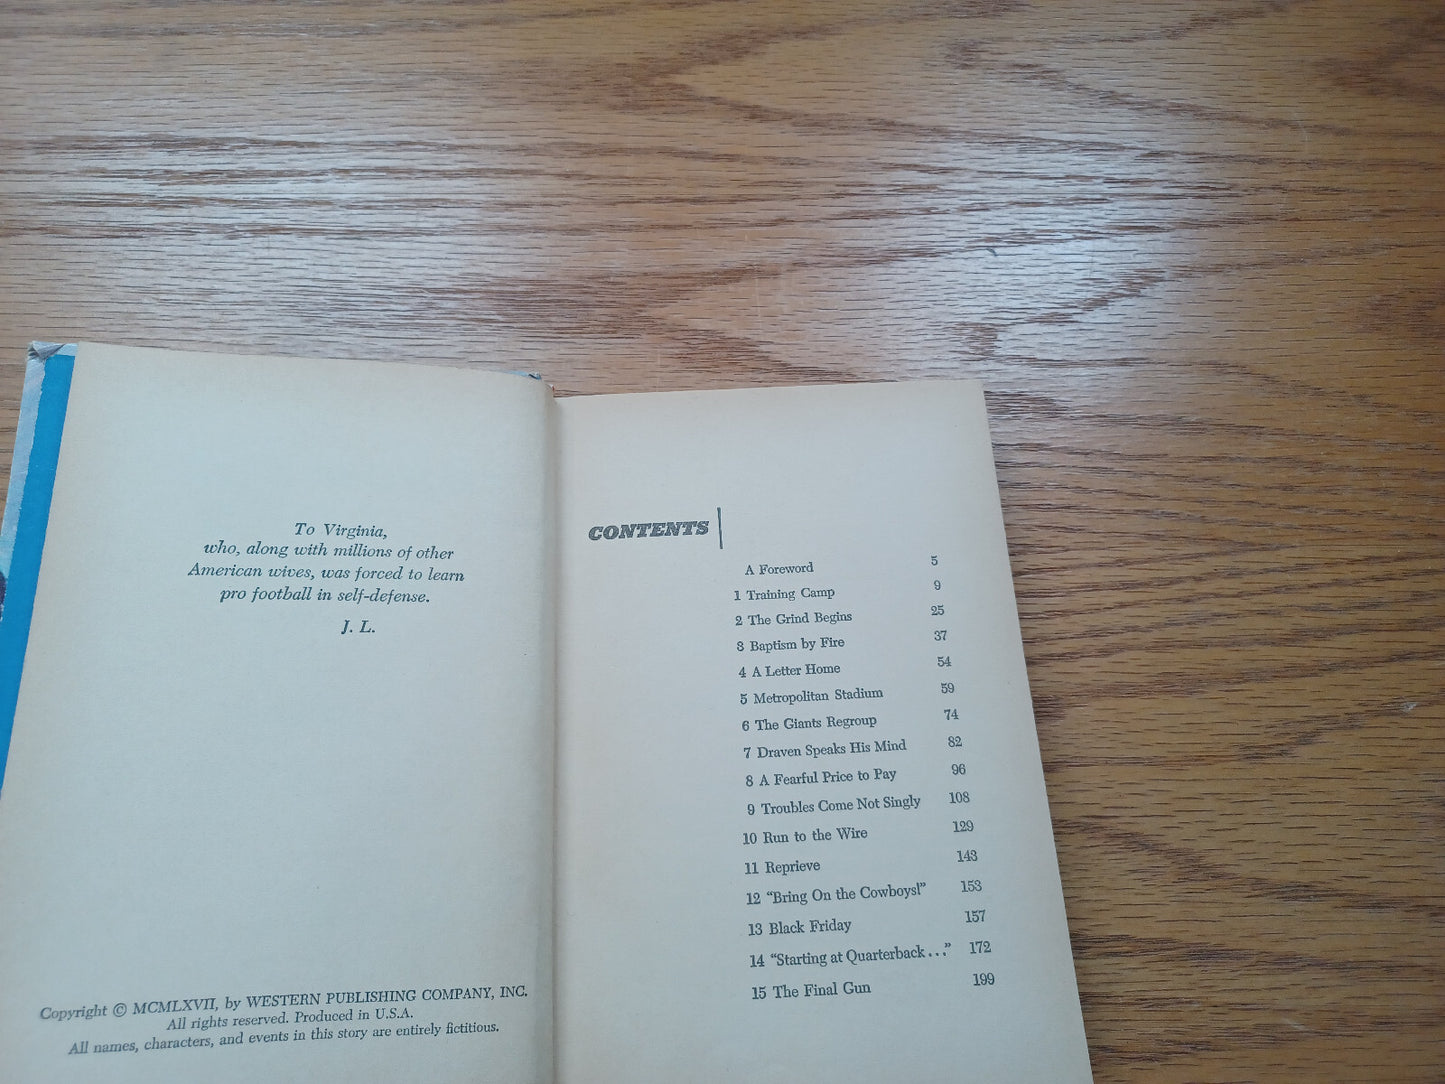 To Virginia,
who, along with millions of other
American wives, was forced to learn
pro football in self-defense.
J. L.
Copyright © MCMLXVII, by WESTERN PUBLISHING COMPANY, INC.
All rights reserved. Produced in U.S.A.
All names, characters, and events in this story are entirely fictitious.
CONTENTS
A Foreword 5
1 Training Camp 9
2 The Grind Begins 25
3 Baptism by Fire 37
4 A Letter Home 54
5 Metropolitan Stadium 59
6 The Giants Regroup 74
7 Draven Speaks His Mind 82
8 A Fearful Price to Pay 96
9 Troubles Come Not Singly 108
10 Run to the Wire 129
11 Reprieve 143
12 "Bring On the Cowboys!" 153
13 Black Friday 157
14 "Starting at Quarterback . . ." 172
15 The Final Gun 199